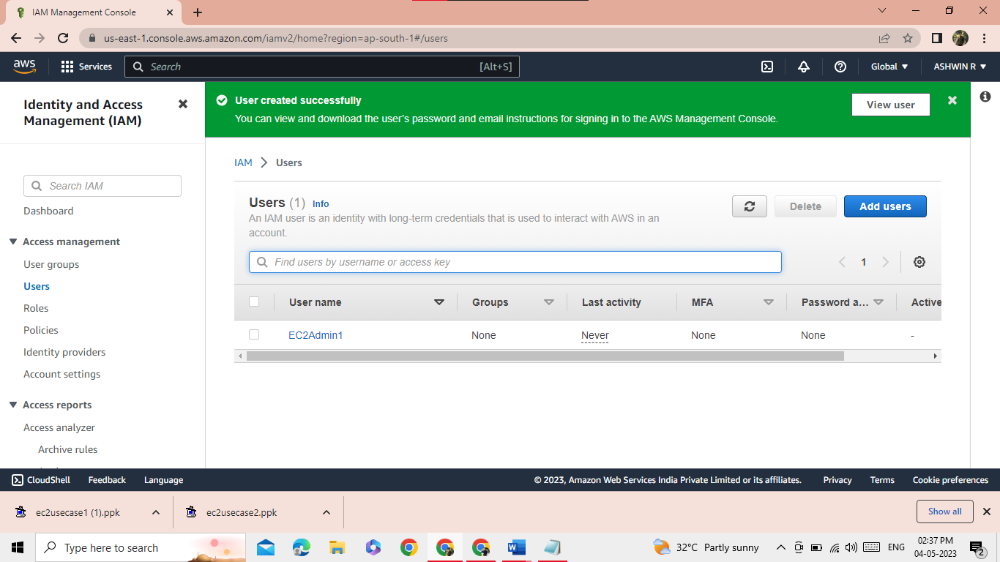 IAM Management Console
us-east-1.console.aws.amazon.com/iamv2/home?region=ap-south-1#/users
aws
Services
Search
[Alt+S]
Global
ASHWIN R
Identity and Access
Management (IAM)
Search IAM
Dashboard
Access management
User groups
Users
Roles
Policies
Identity providers
Account settings
Access reports
Access analyzer
Archive rules
User created successfully
You can view and download the user's password and email instructions for signing in to the AWS Management Console.
View user
IAM > Users
Users (1) Info
An IAM user is an identity with long-term credentials that is used to interact with AWS in an
account.
Delete
Add users
Find users by username or access key
1
User name Groups Last activity MFA Password a... Active
EC2Admin1 None Never None None -
CloudShell Feedback Language © 2023, Amazon Web Services India Private Limited or its affiliates. Privacy Terms Cookie preferences
ec2usecase1 (1).ppk
ec2usecase2.ppk
Show all
Type here to search
32°C Partly sunny
ENG
02:37 PM
04-05-2023
2